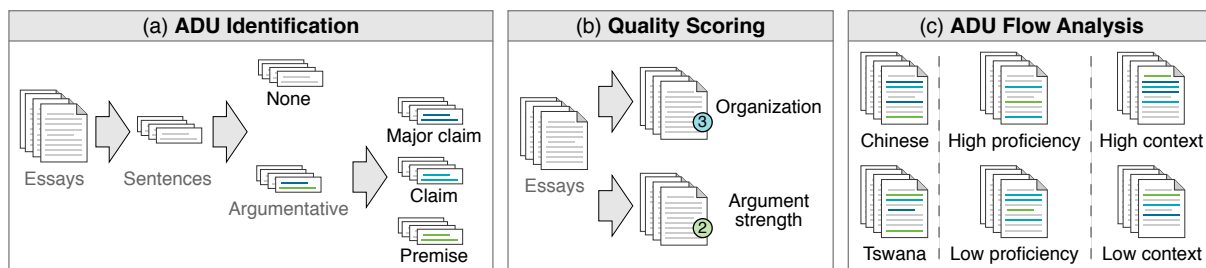 (a) ADU Identification
None
Essays
Sentences
Argumentative
Major claim
Claim
Premise
(b) Quality Scoring
Essays
3
Organization
2
Argument
strength
(c) ADU Flow Analysis
Chinese
High proficiency
High context
Tswana
Low proficiency
Low context